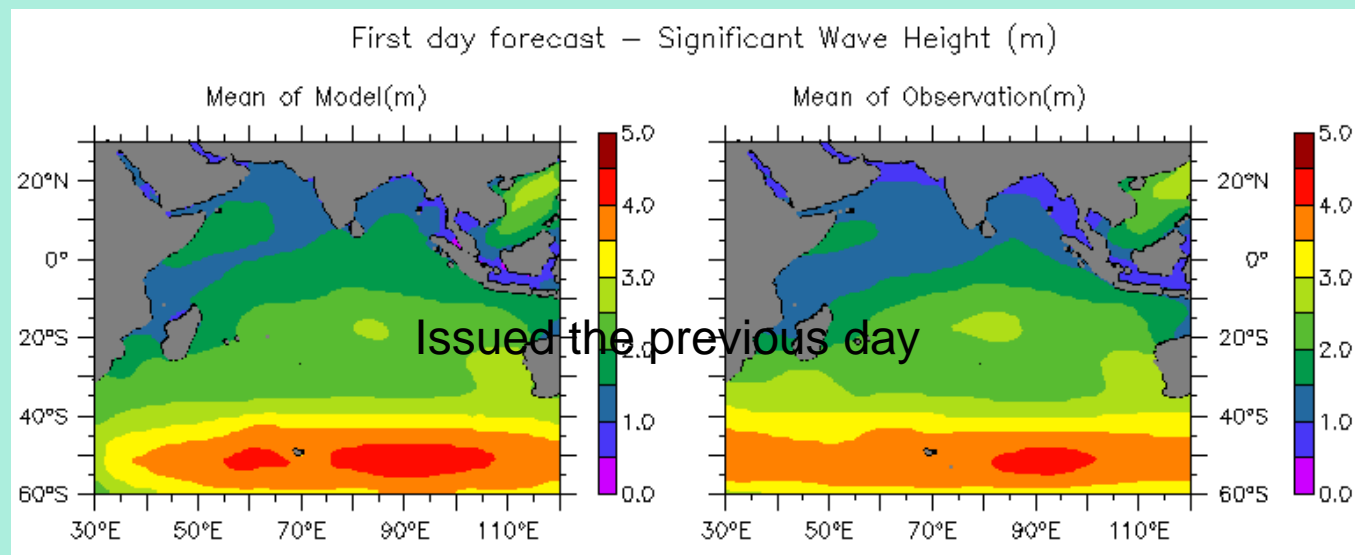 First day forecast – Significant Wave Height (m)
Mean of Model(m)
Mean of Observation(m)
20°N
0°
20°S
40°S
60°S
30°E 50°E 70°E 90°E 110°E
5.0
4.0
3.0
2.0
1.0
0.0
Issued the previous day
20°N
0°
20°S
40°S
60°S
30°E 50°E 70°E 90°E 110°E
5.0
4.0
3.0
2.0
1.0
0.0